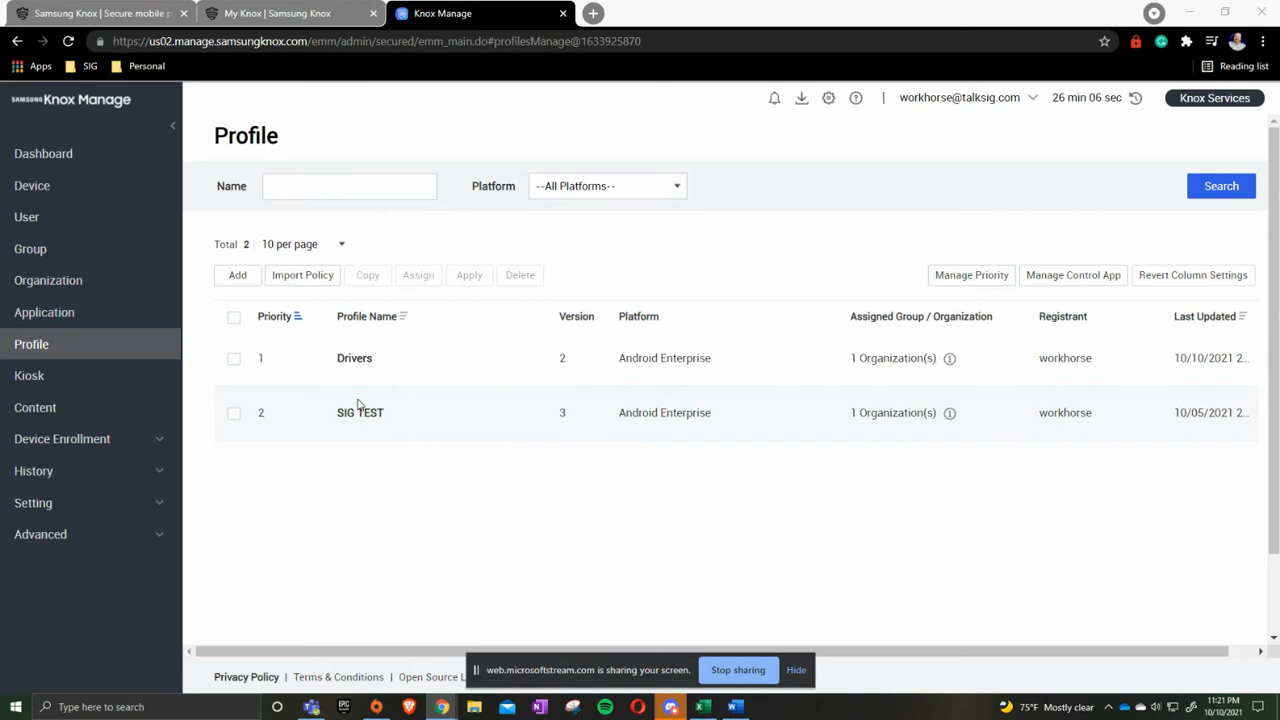 Samsung Knox | Secure mobile p
My Knox | Samsung Knox
Knox Manage
https://us02.manage.samsungknox.com/emm/admin/secured/emm_main.do#profilesManage@1633925870
Apps SIG Personal Reading list
SAMSUNG Knox Manage
workhorse@talksig.com 26 min 06 sec Knox Services
Dashboard
Device
User
Group
Organization
Application
Profile
Kiosk
Content
Device Enrollment
History
Setting
Advanced
Profile
Name Platform --All Platforms-- Search
Total 2 10 per page
Add Import Policy Copy Assign Apply Delete Manage Priority Manage Control App Revert Column Settings
Priority Profile Name Version Platform Assigned Group / Organization Registrant Last Updated
1 Drivers 2 Android Enterprise 1 Organization(s) workhorse 10/10/2021 2...
2 SIG TEST 3 Android Enterprise 1 Organization(s) workhorse 10/05/2021 2...
web.microsoftstream.com is sharing your screen. Stop sharing Hide
Privacy Policy | Terms & Conditions | Open Source L
Type here to search
75°F Mostly clear
11:21 PM
10/10/2021